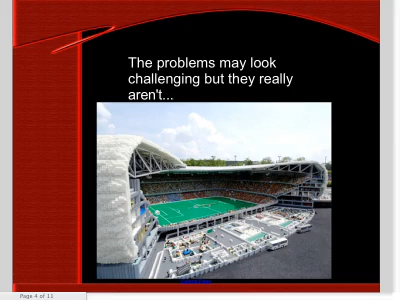 The problems may look
challenging but they really
aren't...
Page 4 of 11